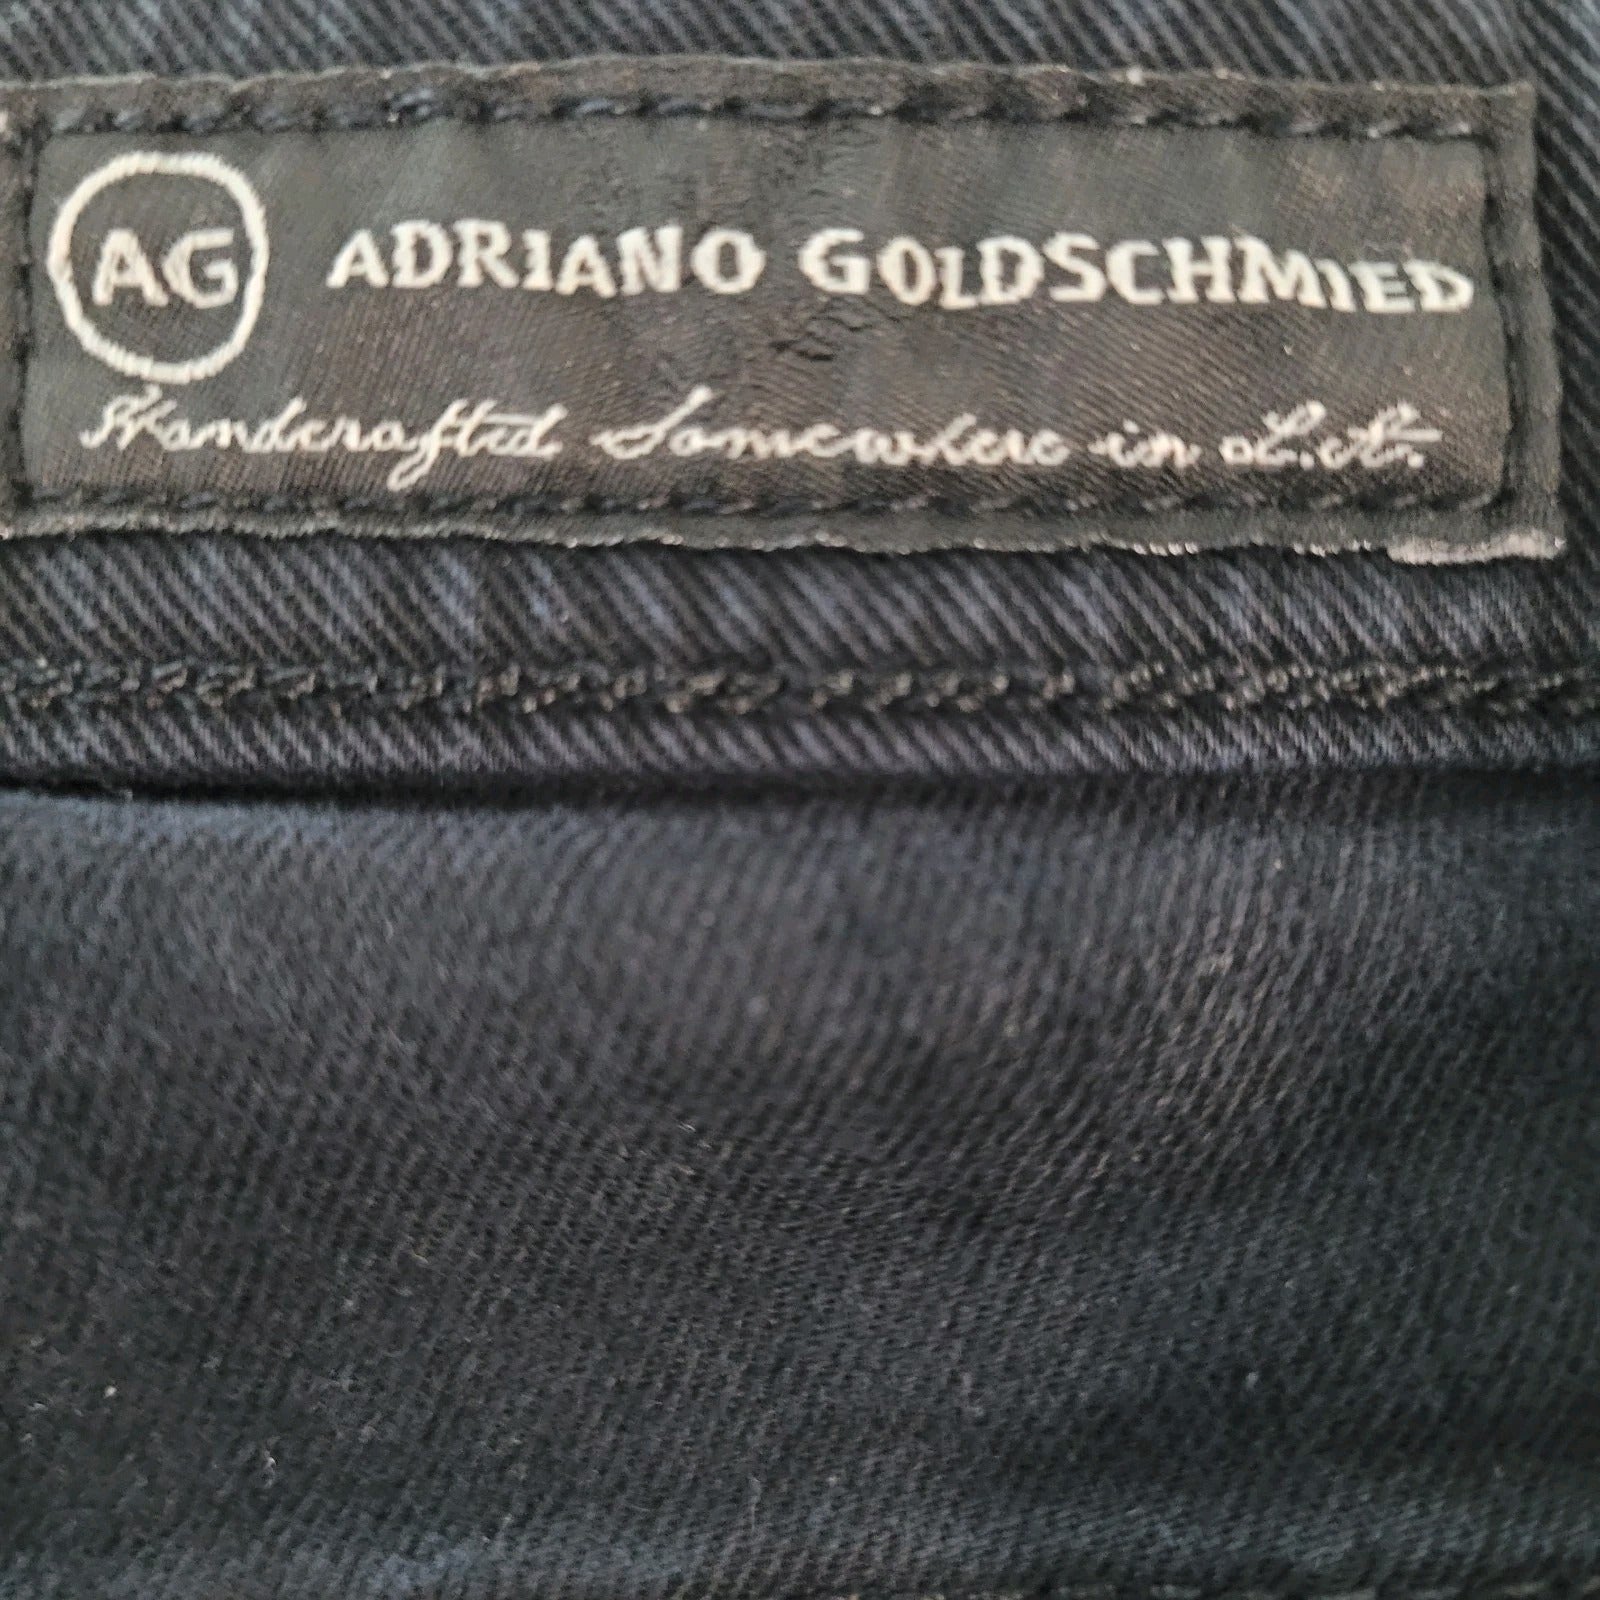 AG ADRIANO GOLDSCHMIED
Handcrafted Somewhere in L.A.